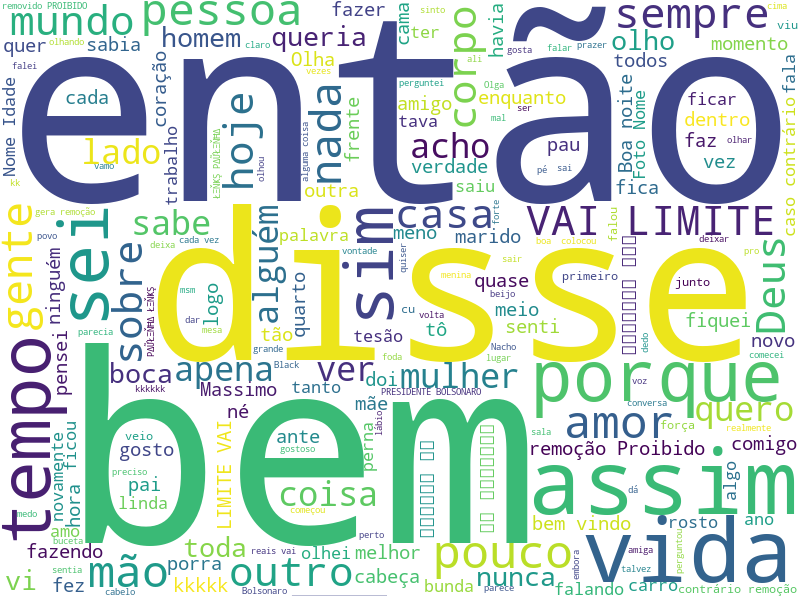 removido PROIBIDO
pessoa
fazer
cama
sinto
sempre
cima
mundo
olhando
quer
sabia
homem
queria
ter
havia
gosta
falar
prazer
viu
falei
claro
vezes
Olha
corpo
ali
olho
momento
todos
fala
Nome Idade
então
cada
coração
nada
perguntei
Olga
enquanto
amigo
tava
ser
mal
ficar
dentro
faz
olhar
vez
Boa noite
Foto Nome
caso contrário
lado
trabalho
hoje
olhou
alguma coisa
frente
acho
pau
verdade
outra
saiu
pé
sai
fica
vamo
kk
gera remoção
gente
sei
sabe
alguém
palavra
sim
casa
forte
VAI LIMITE
povo
sobre
deixa
cada vez
disse
vontade
meno
marido
boa
colocou
falou
deixar
pro
Deus
ninguém
logo
quarto
quiser
sair
primeiro
junto
tempo
pensei
parecia
msm
dar
mesa
tão
menina
quase
meio
tô
senti
fiquei
novo
tesão
cu
volta
beijo
lugar
dedo
comecei
boca
apena
grande
Black
ver
doi
mulher
foda
Nacho
voz
porque
kkkkkk
Massimo
tanto
mãe
PRESIDENTE BOLSONARO
né
lábio
conversa
amor
quero
força
realmente
bem
veio
gosto
ante
gostoso
perna
sala
remoção Proibido
comigo
assim
algo
hora ficou
novamente
preciso
pai
linda
LIMITE VAI
coisa
começou
dá
medo
amo
buceta
perto
bem vindo
rosto
ano
fazendo
sentia
toda
reais vai
olhei
melhor
pouco
embora
amiga
talvez
perguntou
vida
vi
fez
mão
porra
outro
cabeça
nunca
cabelo
kkkkk
Bolsonaro
bunda
parece
falando
carro
contrário remoção